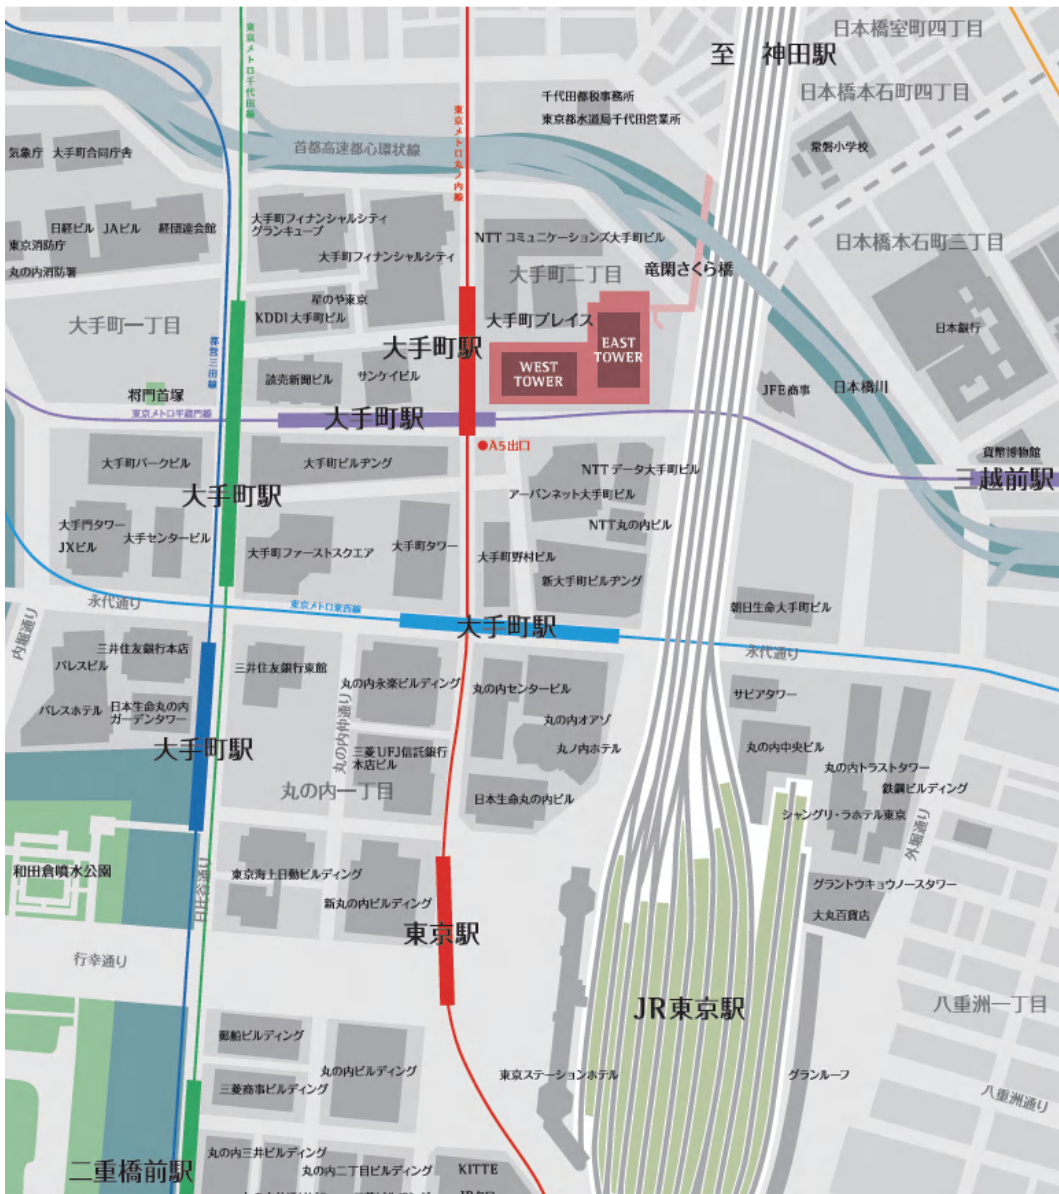 日本橋室町四丁目
至 神田駅
東京メトロ千代田線
日本橋本石町四丁目
千代田都税事務所
東京都水道局千代田営業所
東京メトロ丸ノ内線
首都高速都心環状線
常磐小学校
気象庁
大手町合同庁舎
大手町フィナンシャルシティ
グランキューブ
日経ビル
JAビル
経団連会館
東京消防庁
NTTコミュニケーションズ大手町ビル
日本橋本石町三丁目
大手町フィナンシャルシティ
丸の内消防署
大手町二丁目
竜閑さくら橋
星のや東京
KDDI大手町ビル
大手町一丁目
大手町プレイス
日本銀行
都営三田線
大手町駅
EAST
TOWER
WEST
TOWER
読売新聞ビル
サンケイビル
JFE商事
日本橋川
将門首塚
東京メトロ半蔵門線
大手町駅
●A5出口
貨幣博物館
三越前駅
大手町パークビル
大手町ビルヂング
NTTデータ大手町ビル
大手町駅
アーバンネット大手町ビル
大手門タワー
JXビル
大手センタービル
NTT丸の内ビル
大手町ファーストスクエア
大手町タワー
大手町野村ビル
新大手町ビルヂング
永代通り
東京メトロ東西線
朝日生命大手町ビル
内堀通り
大手町駅
永代通り
三井住友銀行本店
パレスビル
三井住友銀行東館
丸の内永楽ビルディング
丸の内センタービル
サピアタワー
パレスホテル
日本生命丸の内
ガーデンタワー
丸の内仲通り
丸の内オアゾ
大手町駅
三菱UFJ信託銀行
本店ビル
丸ノ内ホテル
丸の内中央ビル
丸の内トラストタワー
鉄鋼ビルディング
丸の内一丁目
日本生命丸の内ビル
シャングリ・ラホテル東京
外堀通り
和田倉噴水公園
日比谷通り
東京海上日動ビルディング
グラントウキョウノースタワー
新丸の内ビルディング
大丸百貨店
東京駅
行幸通り
JR東京駅
八重洲一丁目
郵船ビルディング
丸の内ビルディング
東京ステーションホテル
グランルーフ
三菱商事ビルディング
八重洲通り
丸の内三井ビルディング
二重橋前駅
丸の内二丁目ビルディング
KITTE